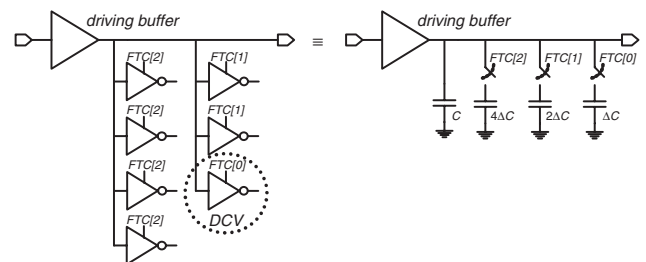 driving buffer
FTC[2]
FTC[1]
FTC[2]
FTC[1]
FTC[2]
FTC[0]
FTC[2]
DCV
≡
driving buffer
FTC[2]
FTC[1]
FTC[0]
C
4ΔC
2ΔC
ΔC